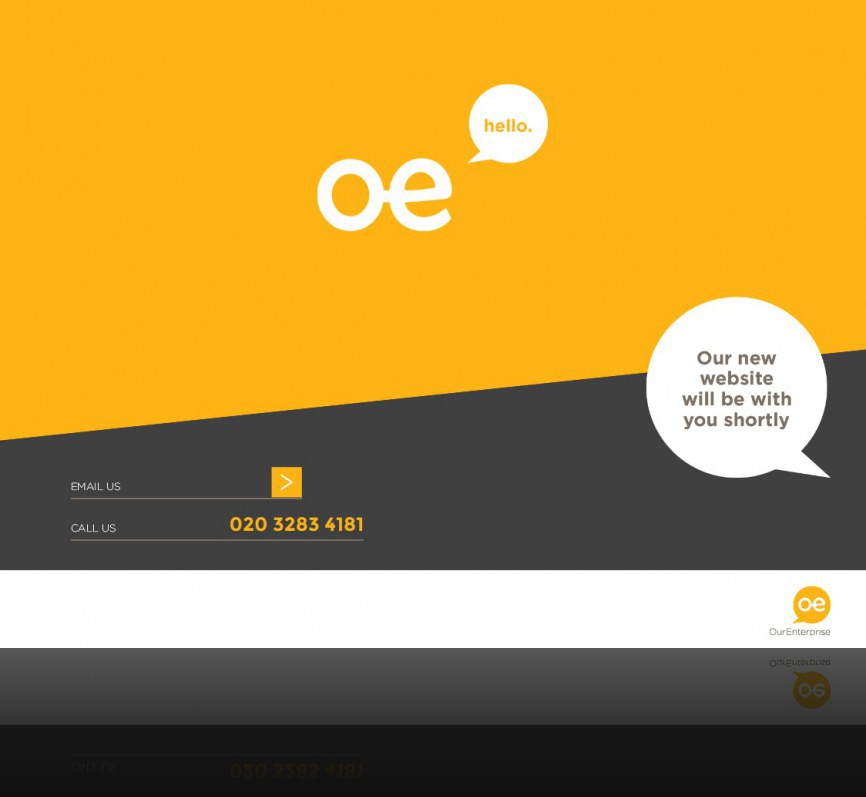 hello.
oe
Our new
website
will be with
you shortly
EMAIL US
>
CALL US
020 3283 4181
oe
OurEnterprise